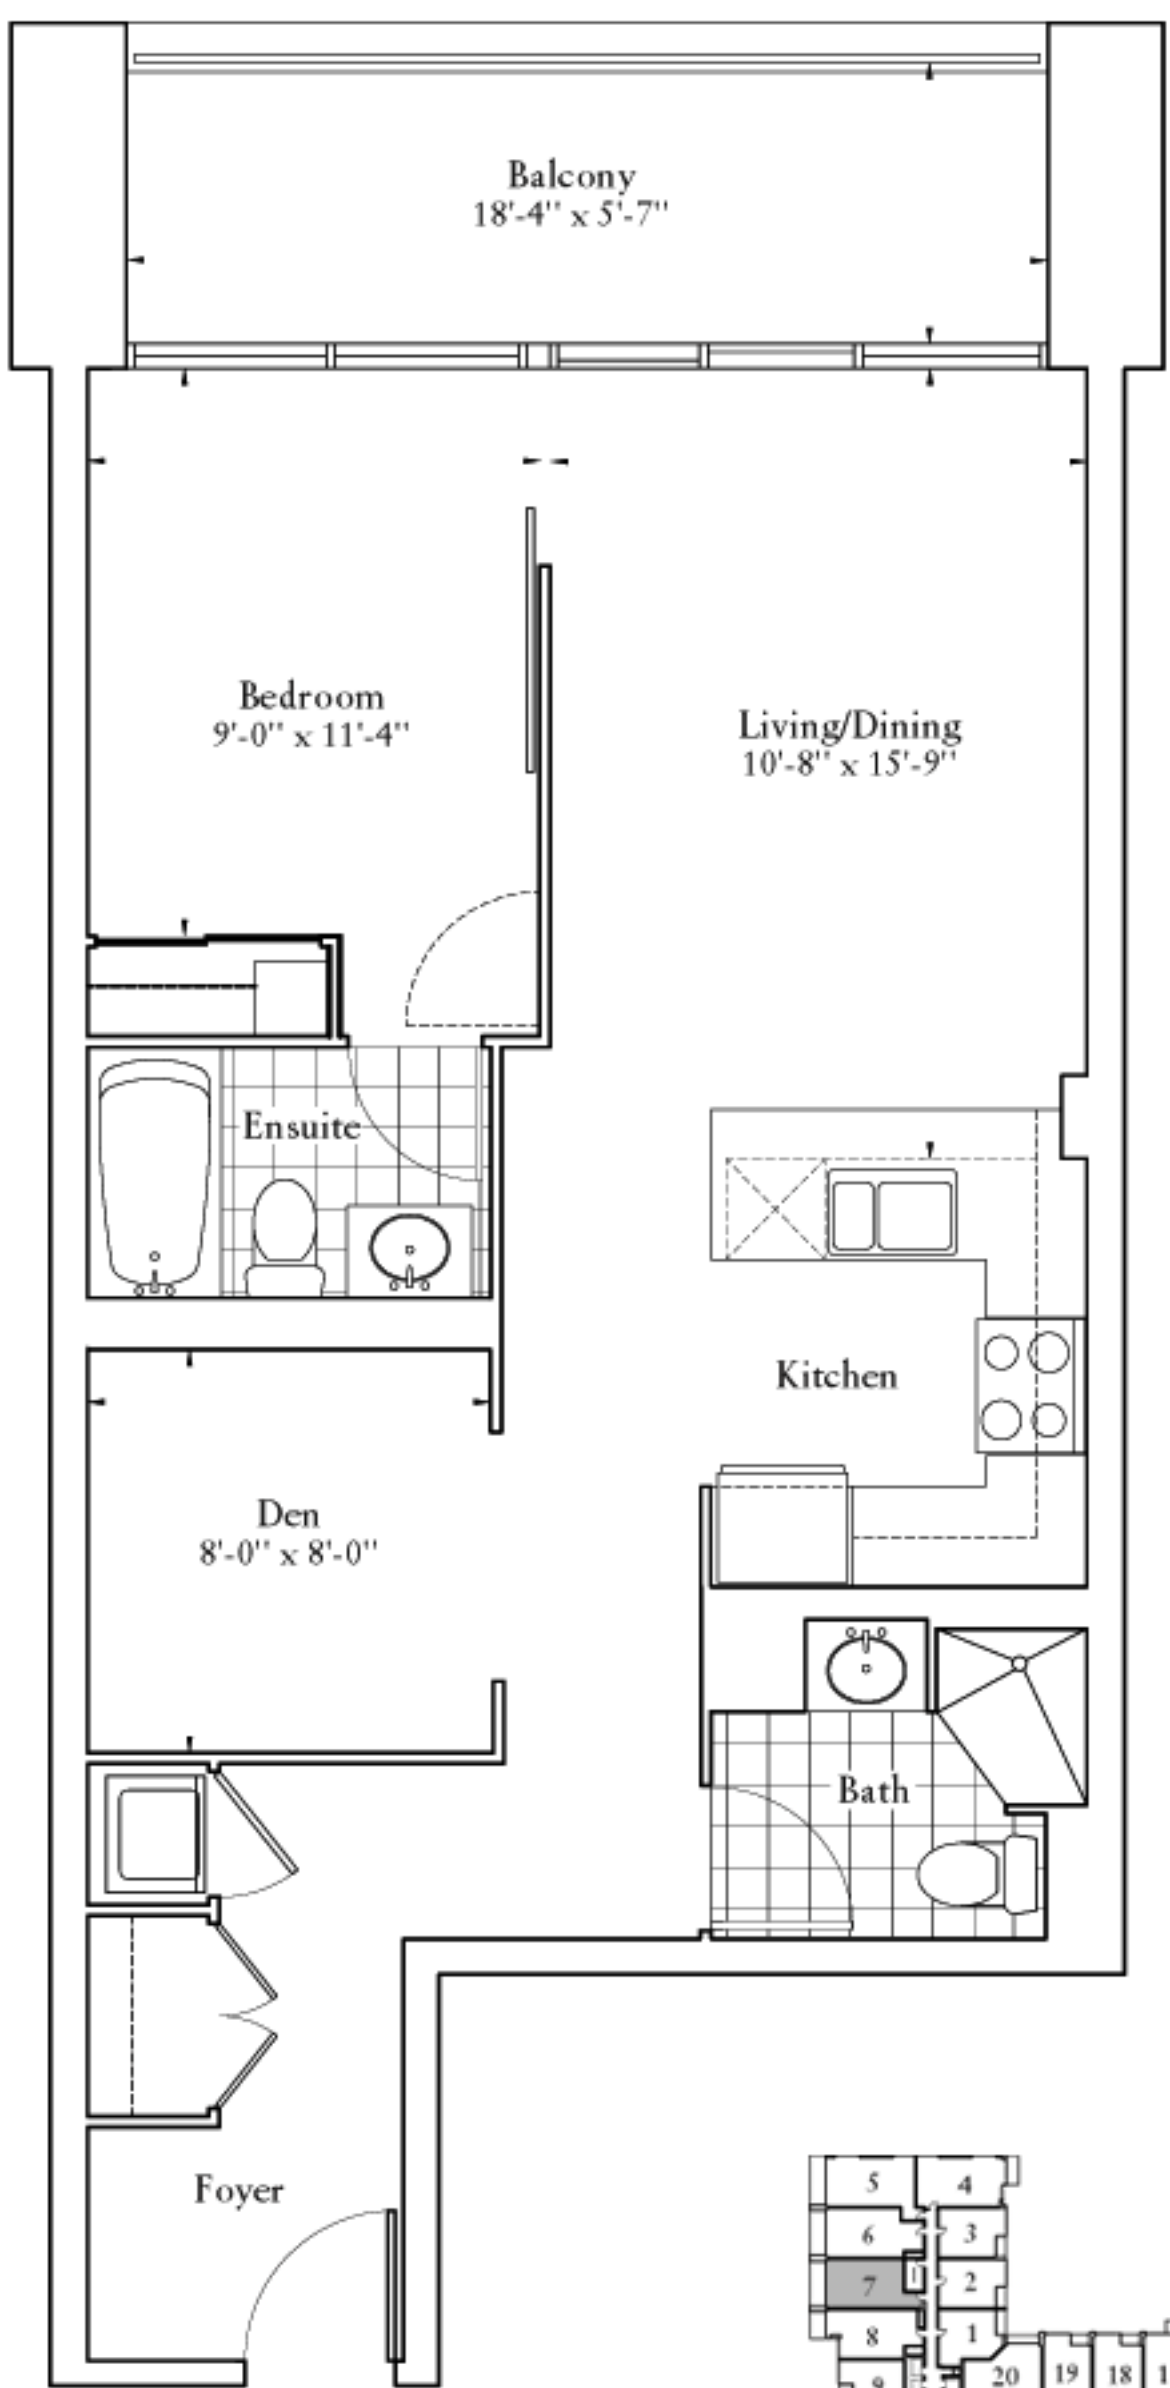 Balcony
18'-4" x 5'-7"
Bedroom
9'-0" x 11'-4"
Living/Dining
10'-8" x 15'-9"
Ensuite
Kitchen
Den
8'-0" x 8'-0"
Bath
Foyer
5 4
6 3
7 2
8 1
9 20 19 18